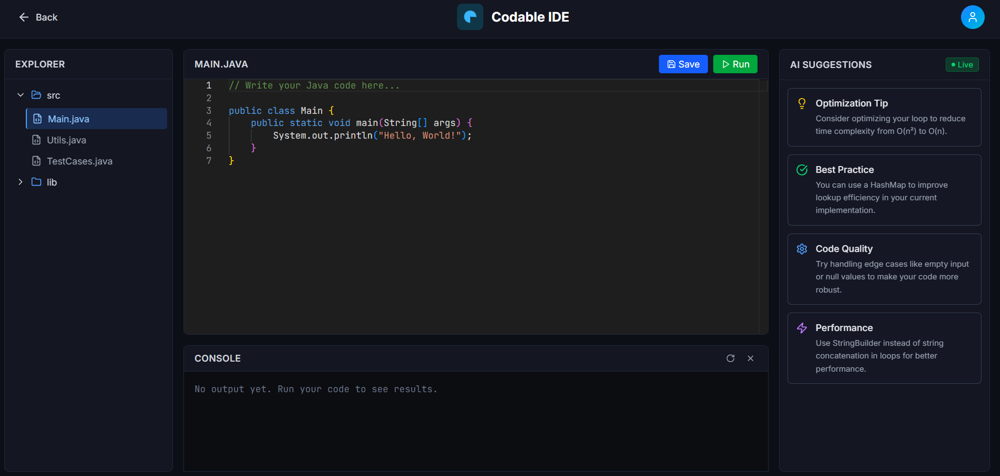 Back
Codable IDE
EXPLORER
src
Main.java
Utils.java
TestCases.java
lib
MAIN.JAVA
Save
Run
1 // Write your Java code here...
2
3 public class Main {
4     public static void main(String[] args) {
5         System.out.println("Hello, World!");
6     }
7 }
CONSOLE
No output yet. Run your code to see results.
AI SUGGESTIONS
Live
Optimization Tip
Consider optimizing your loop to reduce
time complexity from O(n²) to O(n).
Best Practice
You can use a HashMap to improve
lookup efficiency in your current
implementation.
Code Quality
Try handling edge cases like empty input
or null values to make your code more
robust.
Performance
Use StringBuilder instead of string
concatenation in loops for better
performance.